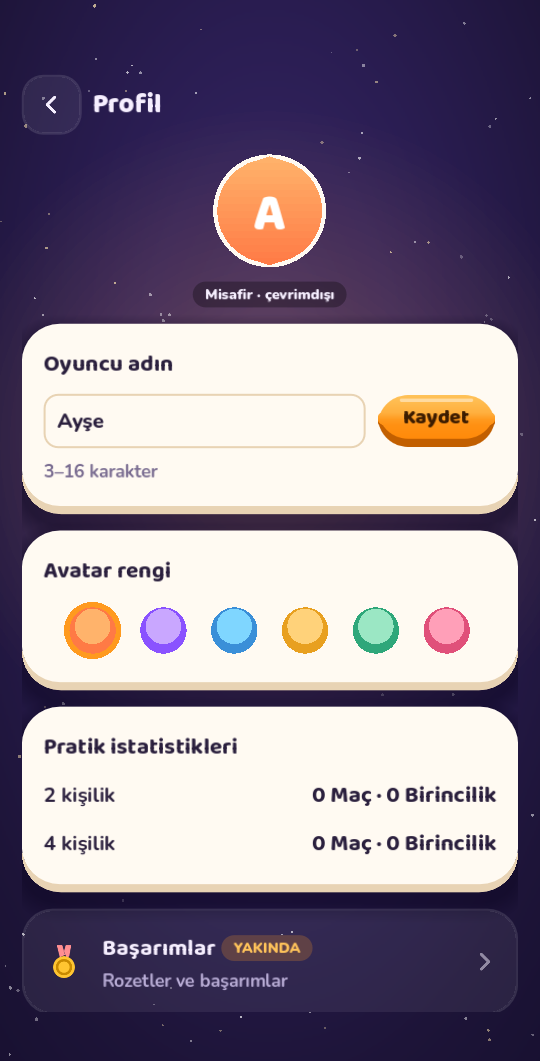 Profil
A
Misafir · çevrimdışı
Oyuncu adın
Ayşe
Kaydet
3–16 karakter
Avatar rengi
Pratik istatistikleri
2 kişilik 0 Maç · 0 Birincilik
4 kişilik 0 Maç · 0 Birincilik
Başarımlar YAKINDA
Rozetler ve başarımlar